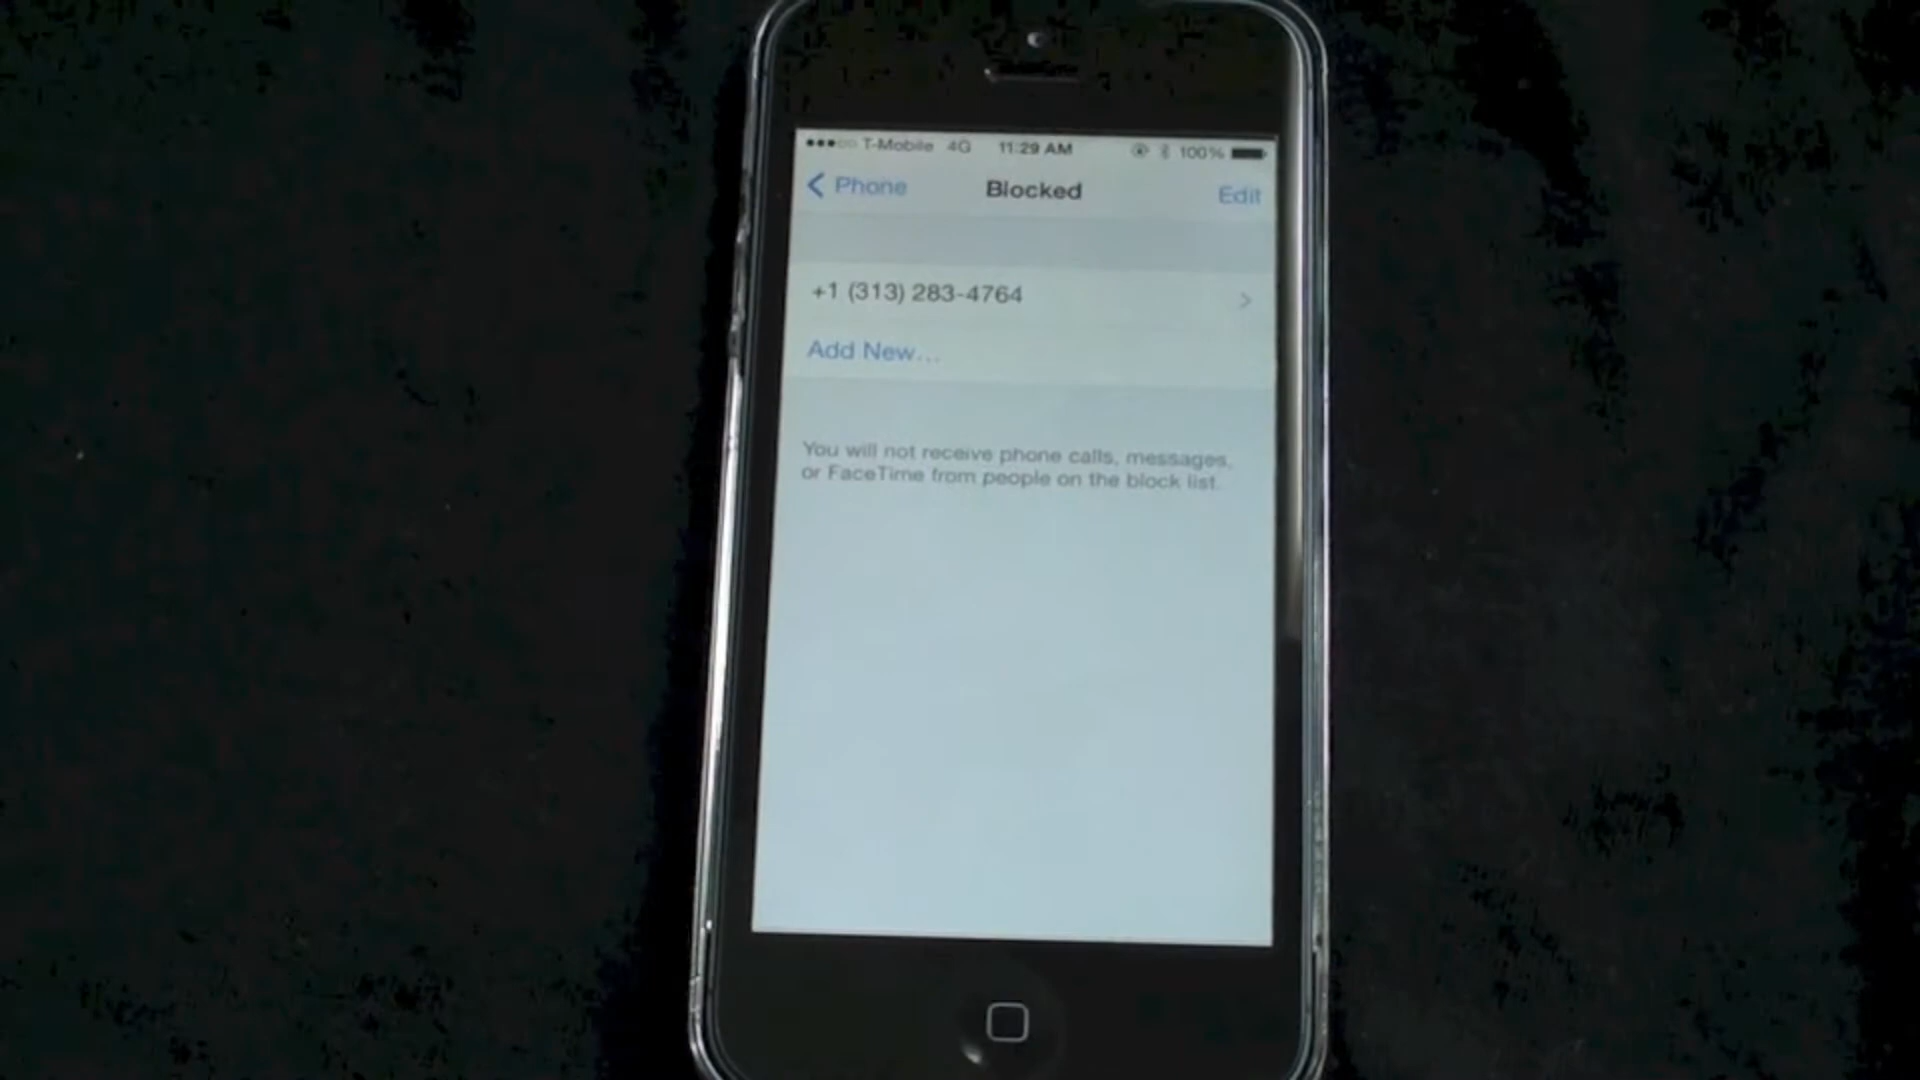 T-Mobile 4G 11:29 AM 100%
Phone Blocked Edit
+1 (313) 283-4764
Add New...
You will not receive phone calls, messages,
or FaceTime from people on the block list.